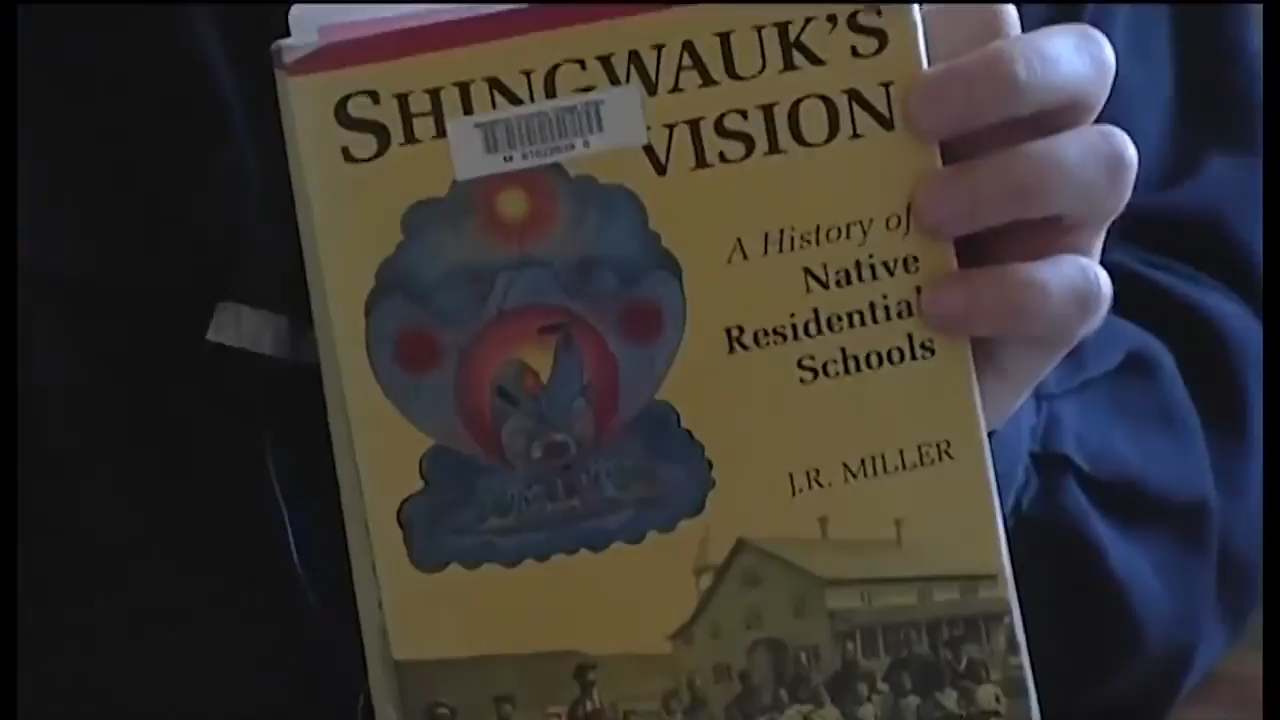 SHINGWAUK'S
VISION
A History of
Native
Residential
Schools
J.R. MILLER